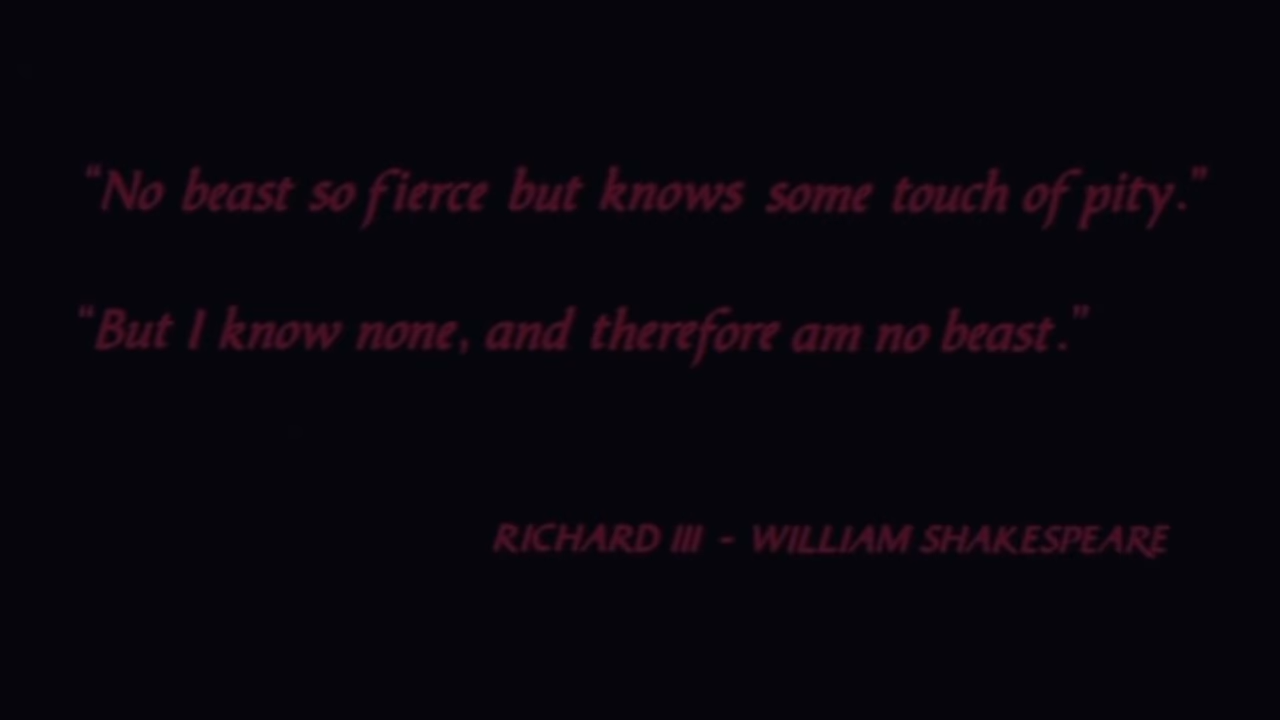 “No beast so fierce but knows some touch of pity.”
“But I know none, and therefore am no beast.”
RICHARD III - WILLIAM SHAKESPEARE